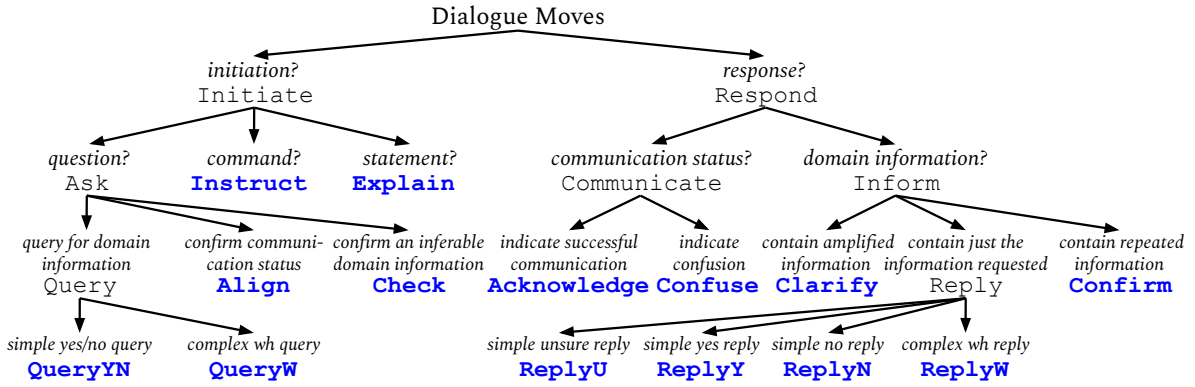 Dialogue Moves
initiation? response?
Initiate Respond
question? command? statement? communication status? domain information?
Ask Instruct Explain Communicate Inform
query for domain confirm communi- confirm an inferable indicate successful indicate contain amplified contain just the contain repeated
information cation status domain information communication confusion information information requested information
Query Align Check Acknowledge Confuse Clarify Reply Confirm
simple yes/no query complex wh query simple unsure reply simple yes reply simple no reply complex wh reply
QueryYN QueryW ReplyU ReplyY ReplyN ReplyW